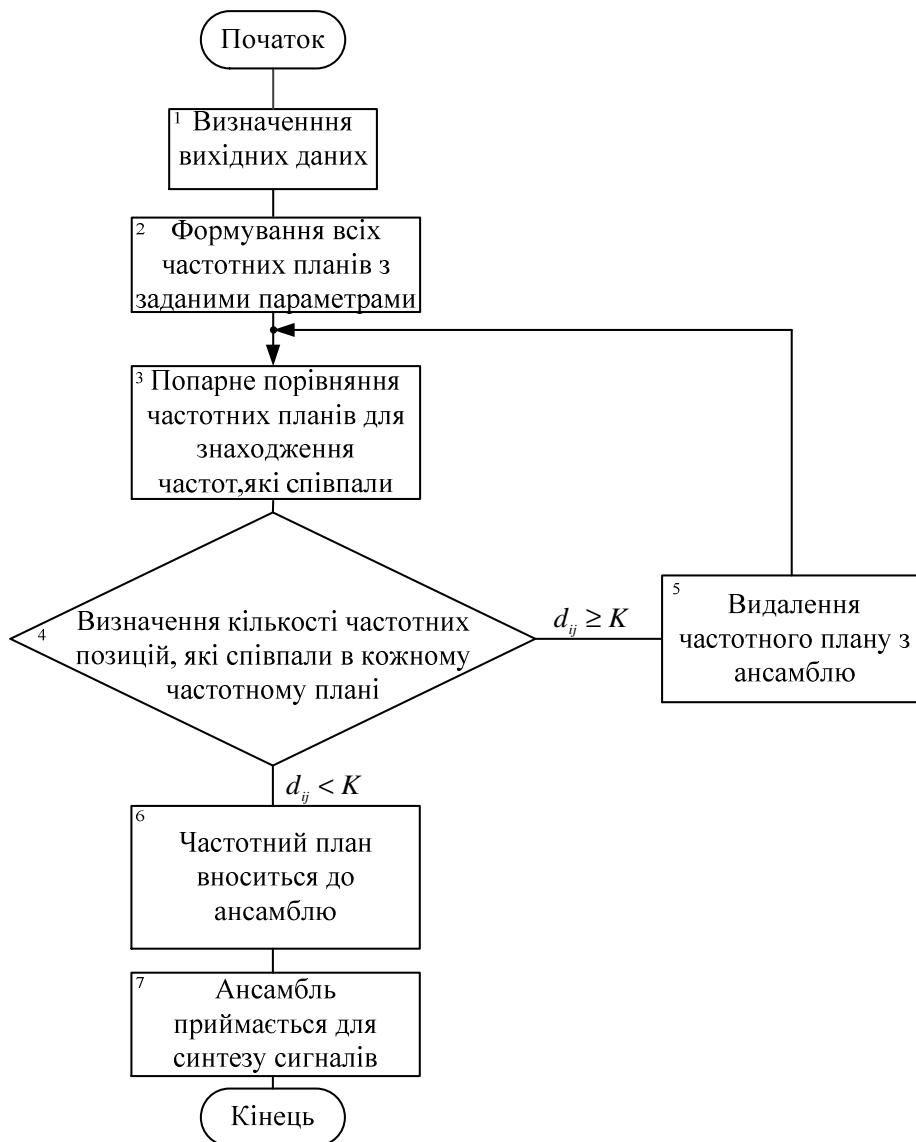 Початок
1 Визначенння
вихідних даних
2 Формування всіх
частотних планів з
заданими параметрами
3 Попарне порівняння
частотних планів для
знаходження
частот,які співпали
4 Визначення кількості частотних
позицій, які співпали в кожному
частотному плані
d_ij ≥ K
5 Видалення
частотного плану з
ансамблю
d_ij < K
6
Частотний план
вноситься до
ансамблю
7 Ансамбль
приймається для
синтезу сигналів
Кінець